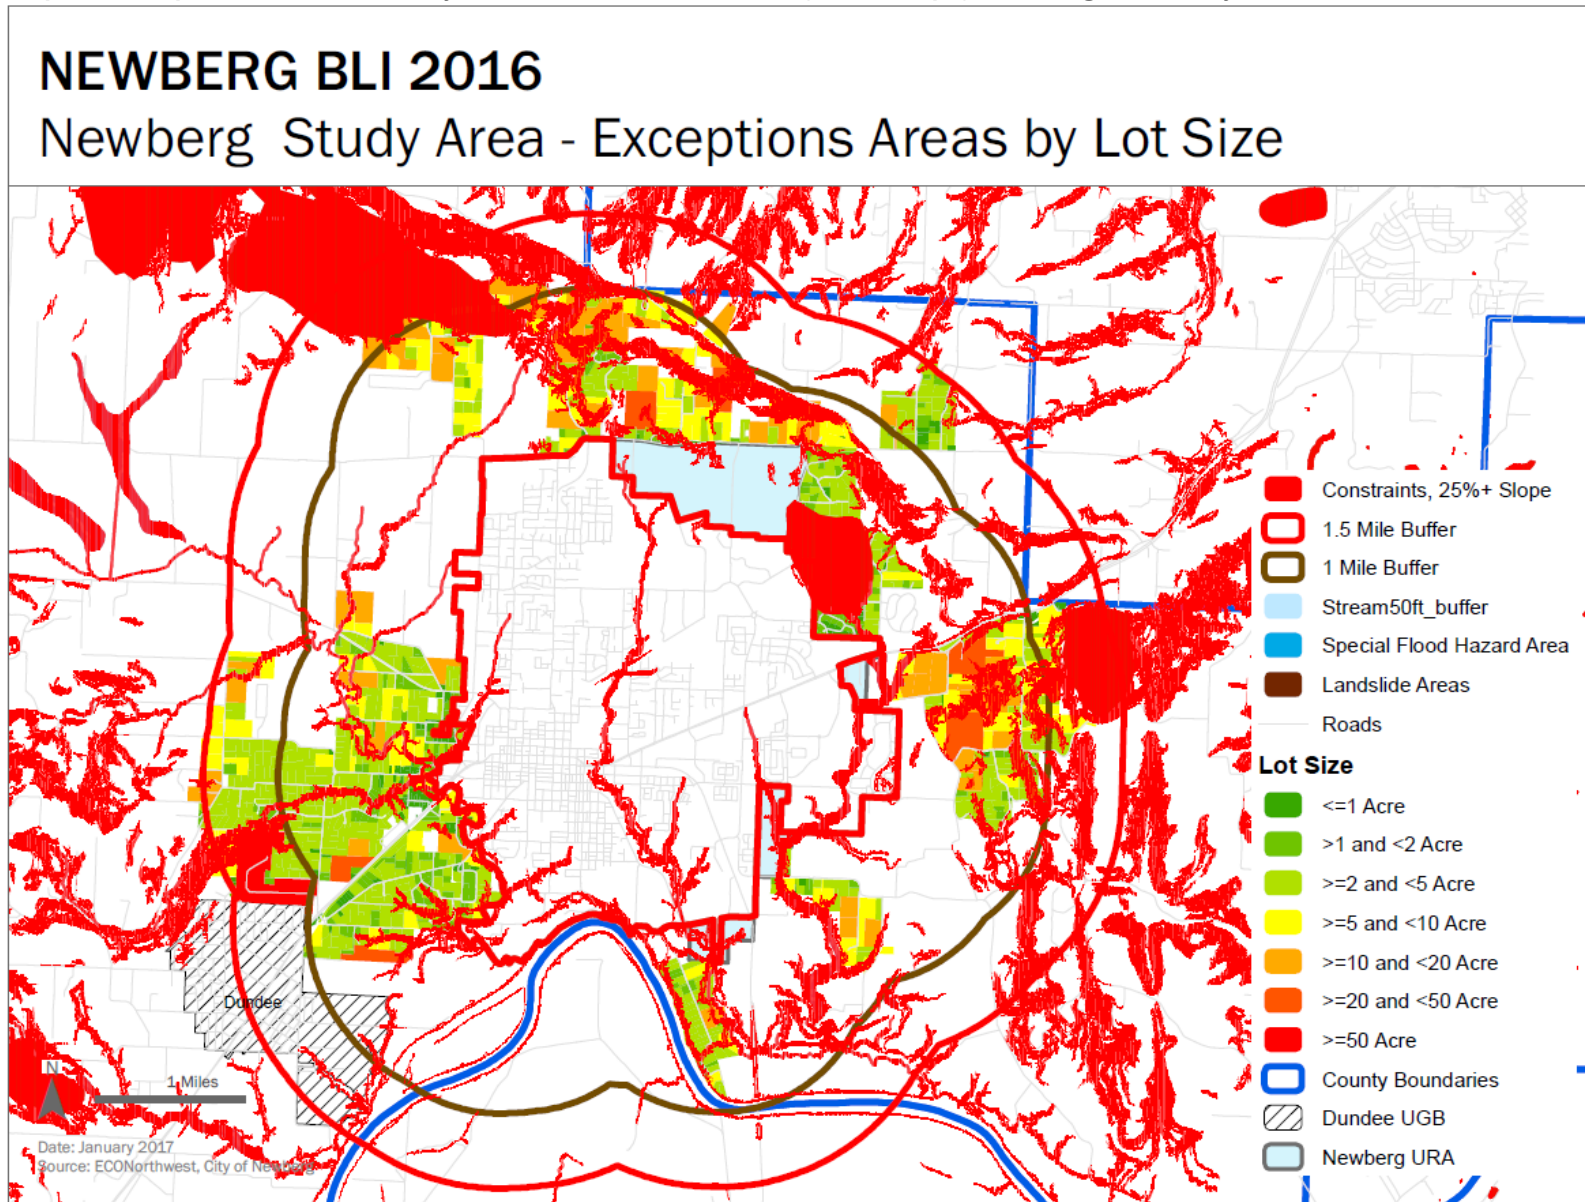 NEWBERG BLI 2016
Newberg Study Area - Exceptions Areas by Lot Size
Constraints, 25%+ Slope
1.5 Mile Buffer
1 Mile Buffer
Stream50ft_buffer
Special Flood Hazard Area
Landslide Areas
Roads
Lot Size
<=1 Acre
>1 and <2 Acre
>=2 and <5 Acre
>=5 and <10 Acre
>=10 and <20 Acre
>=20 and <50 Acre
>=50 Acre
County Boundaries
Dundee UGB
Newberg URA
Dundee
N
1 Miles
Date: January 2017
Source: ECONorthwest, City of Newberg